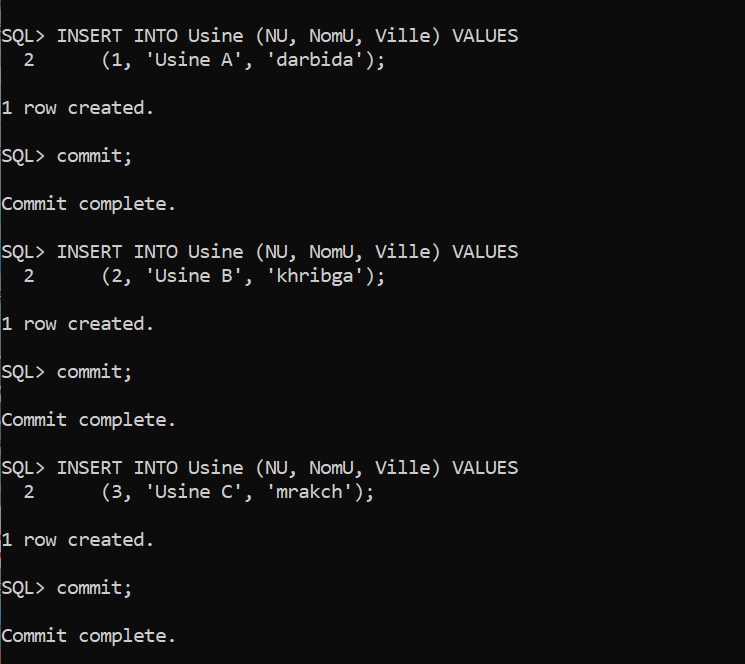 SQL> INSERT INTO Usine (NU, NomU, Ville) VALUES
  2      (1, 'Usine A', 'darbida');
1 row created.
SQL> commit;
Commit complete.
SQL> INSERT INTO Usine (NU, NomU, Ville) VALUES
  2      (2, 'Usine B', 'khribga');
1 row created.
SQL> commit;
Commit complete.
SQL> INSERT INTO Usine (NU, NomU, Ville) VALUES
  2      (3, 'Usine C', 'mrakch');
1 row created.
SQL> commit;
Commit complete.